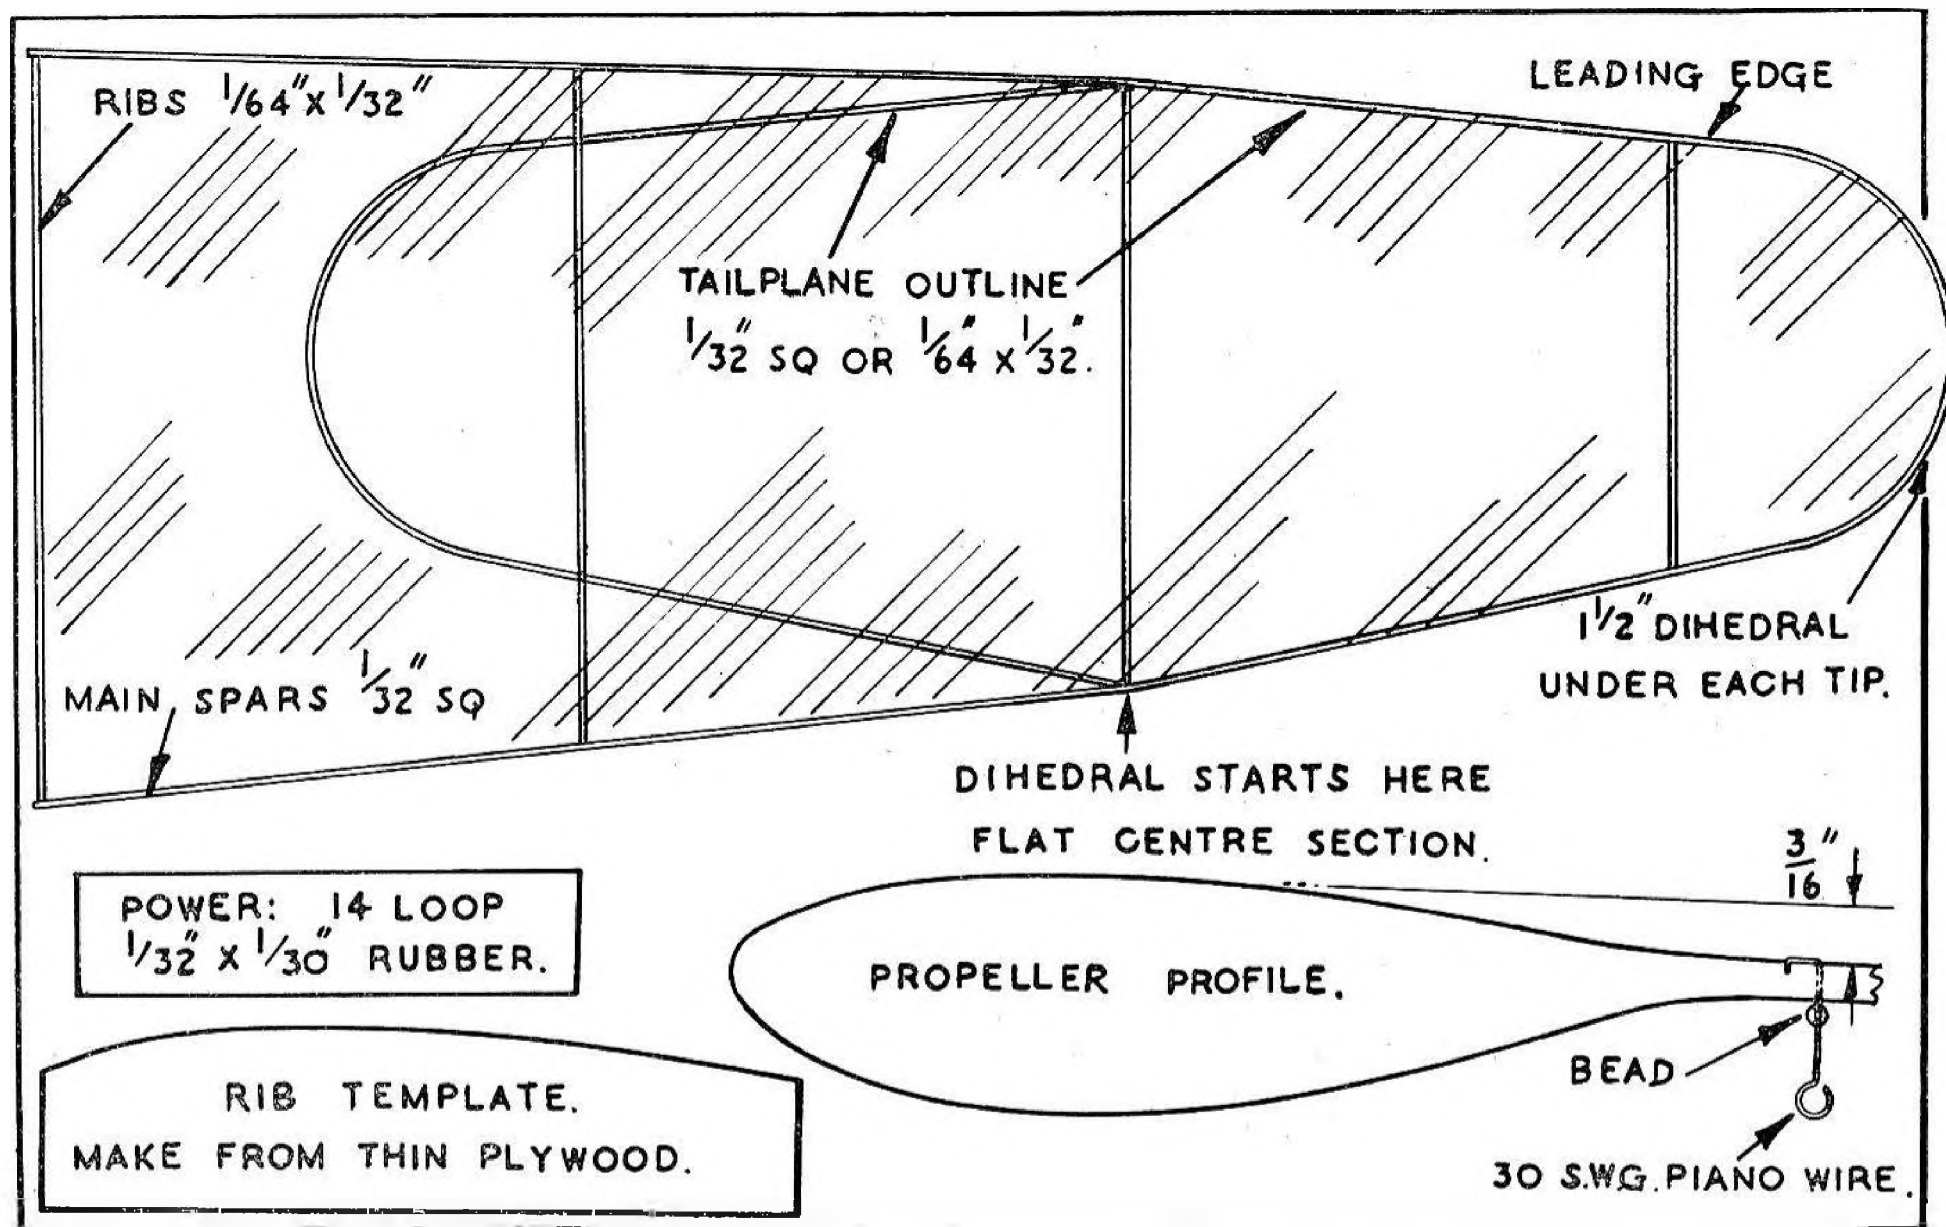 RIBS 1/64" X 1/32"
LEADING EDGE
TAILPLANE OUTLINE
1/32" SQ OR 1/64" X 1/32".
MAIN SPARS 1/32" SQ
1 1/2" DIHEDRAL
UNDER EACH TIP.
DIHEDRAL STARTS HERE
FLAT CENTRE SECTION.
3/16"
POWER: 14 LOOP
1/32" X 1/30" RUBBER.
PROPELLER PROFILE.
BEAD
RIB TEMPLATE.
MAKE FROM THIN PLYWOOD.
30 S.W.G. PIANO WIRE.